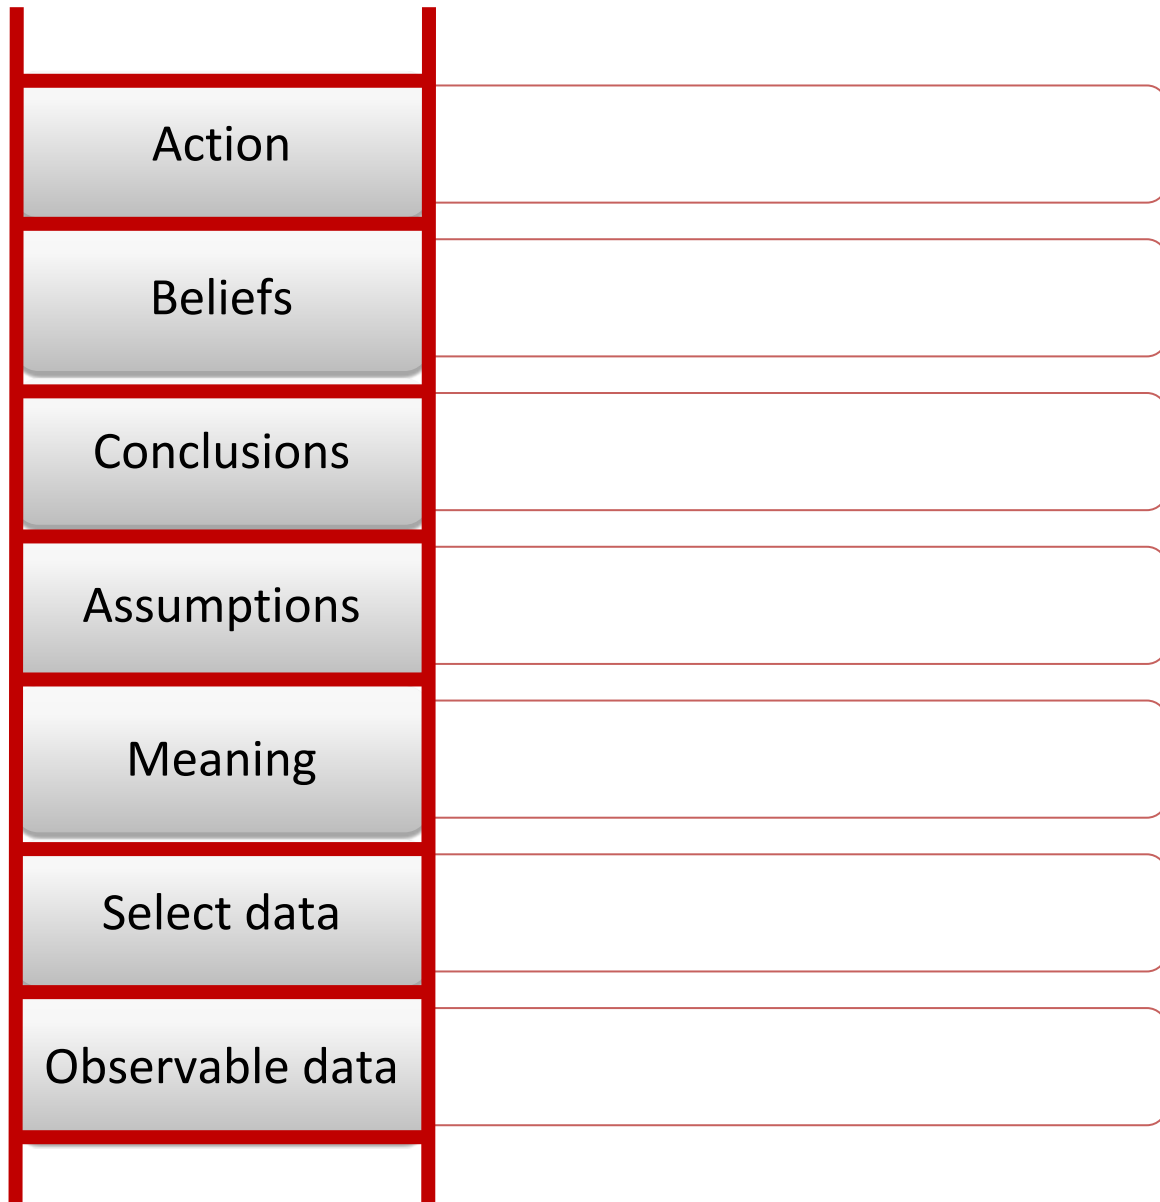 Action
Beliefs
Conclusions
Assumptions
Meaning
Select data
Observable data